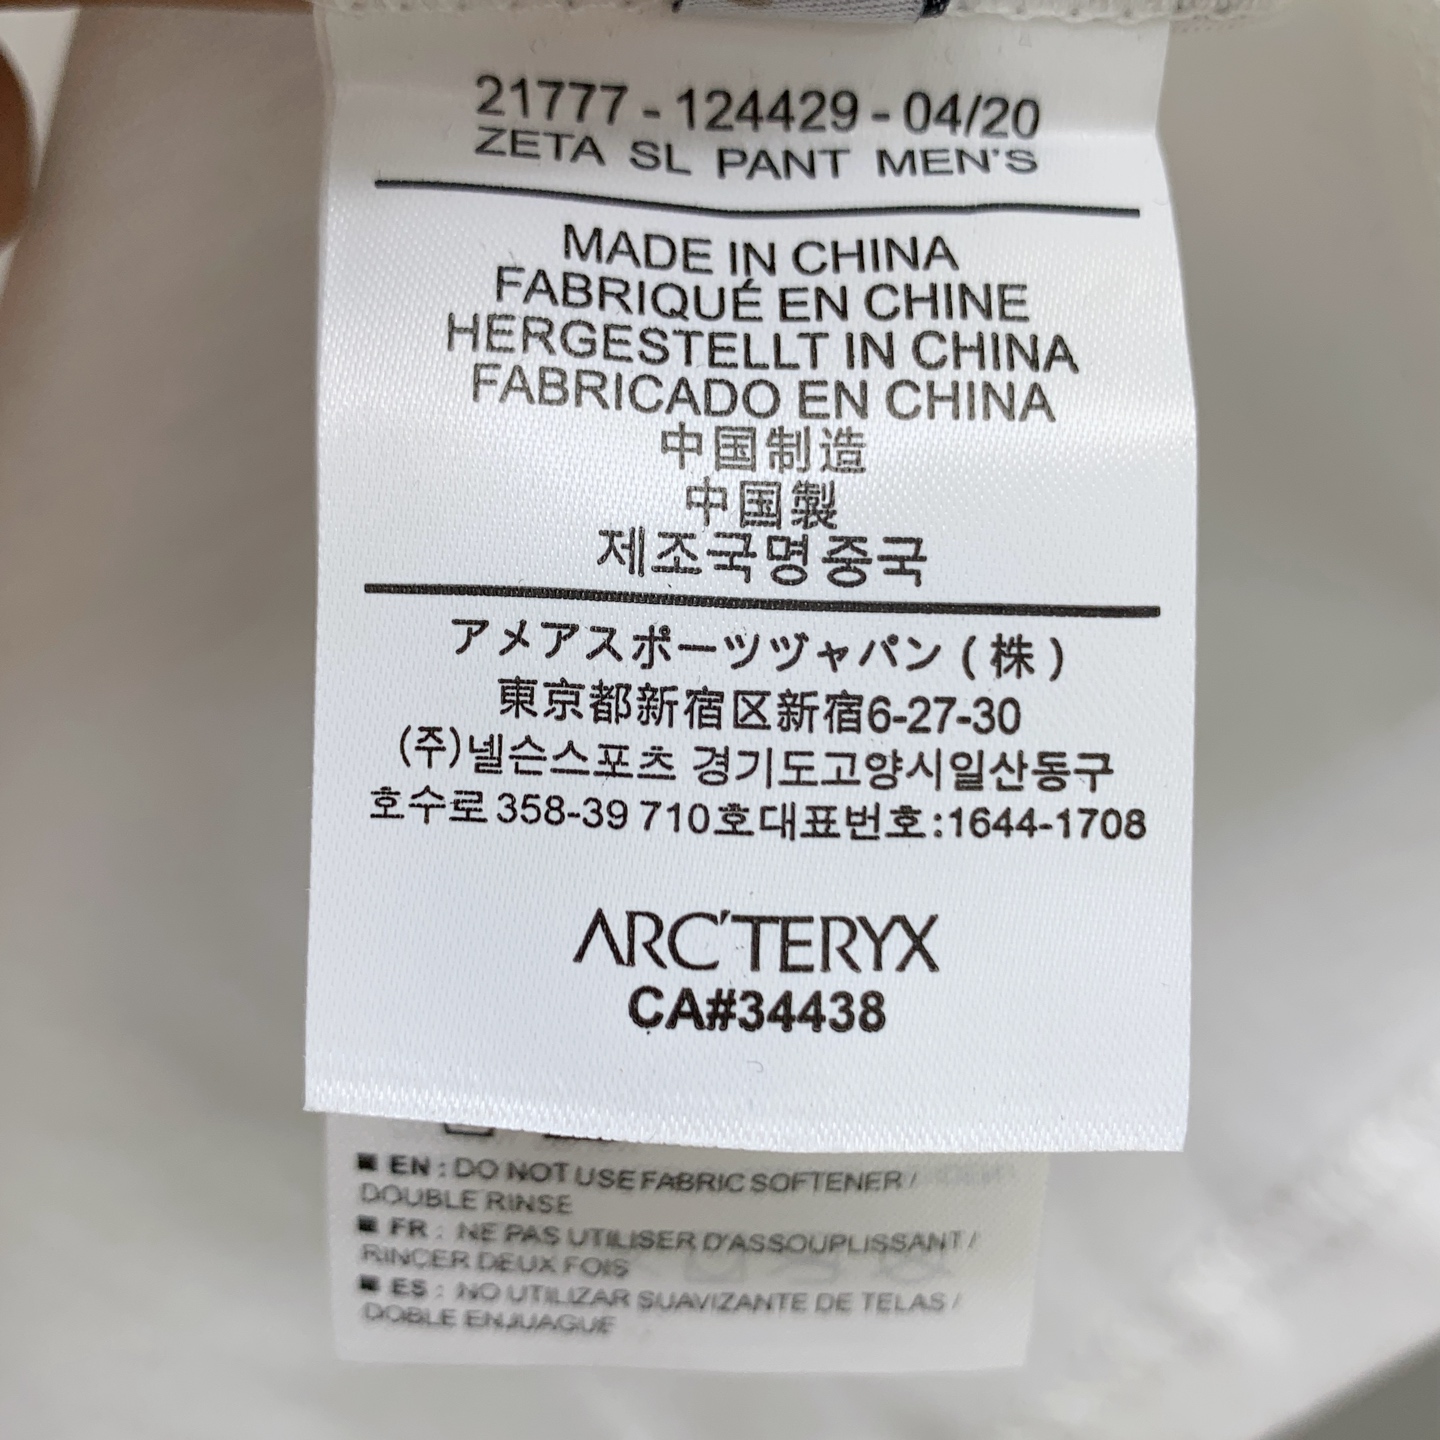 21777 - 124429 - 04/20
ZETA SL PANT MEN'S
MADE IN CHINA
FABRIQUÉ EN CHINE
HERGESTELLT IN CHINA
FABRICADO EN CHINA
中国制造
中国製
제조국명중국
アメアスポーツヅャパン (株)
東京都新宿区新宿6-27-30
(주)넬슨스포츠 경기도고양시일산동구
호수로 358-39 710호대표번호:1644-1708
ARC'TERYX
CA#34438
■ EN : DO NOT USE FABRIC SOFTENER /
DOUBLE RINSE
■ FR : NE PAS UTILISER D'ASSOUPLISSANT /
RINCER DEUX FOIS
■ ES : NO UTILIZAR SUAVIZANTE DE TELAS /
DOBLE ENJUAGUE